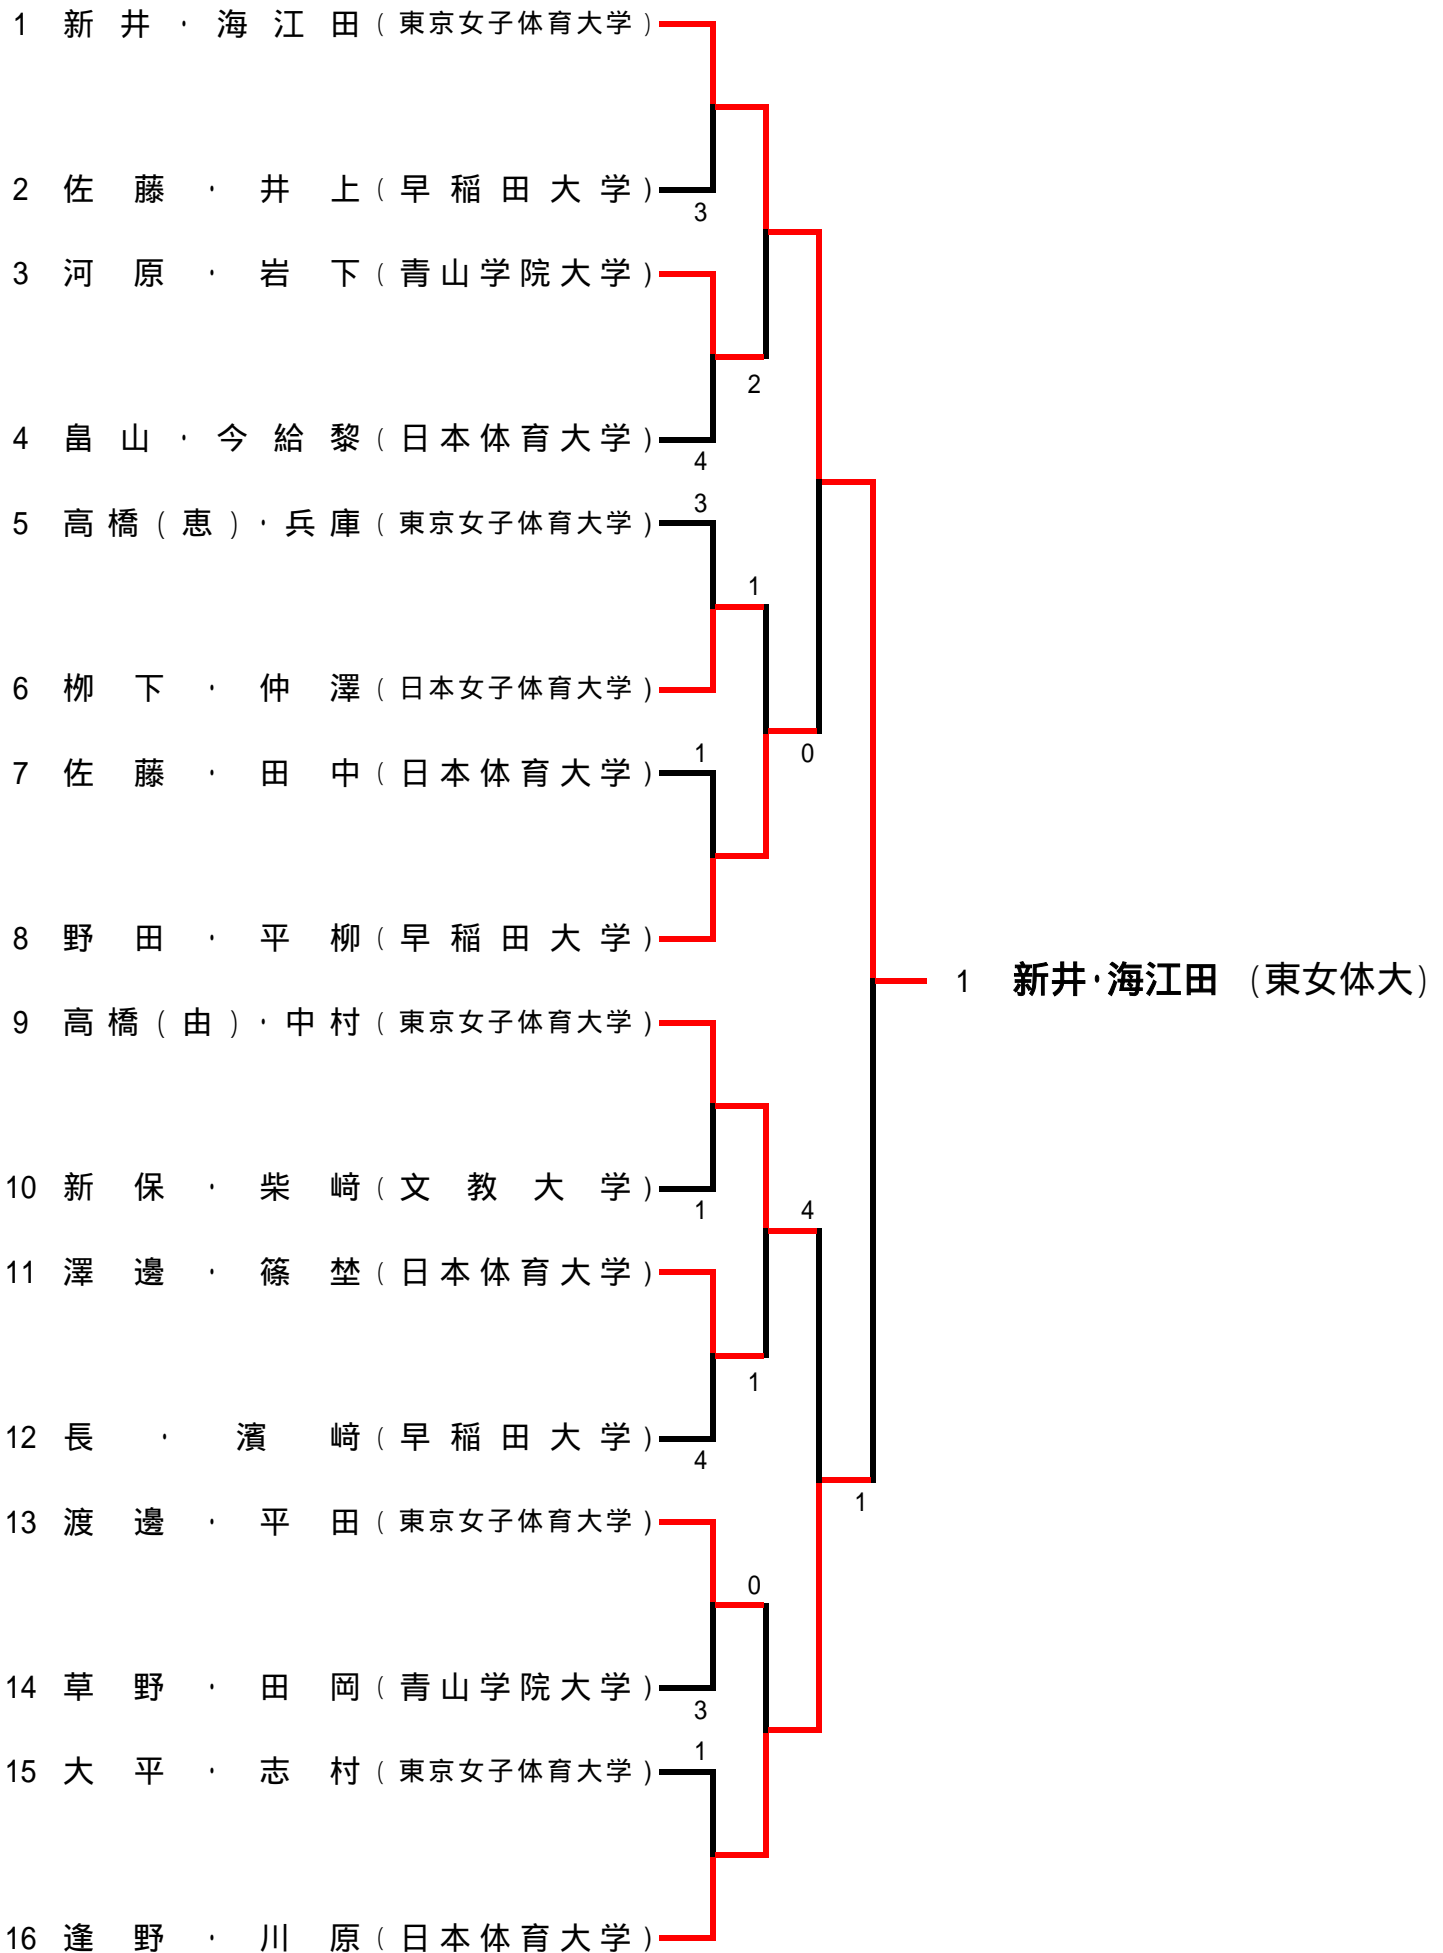 1 新井・海江田(東京女子体育大学)
2 佐藤・井上(早稲田大学)
3
3 河原・岩下(青山学院大学)
2
4 畠山・今給黎(日本体育大学)
4
3
5 高橋(恵)・兵庫(東京女子体育大学)
1
6 栁下・仲澤(日本女子体育大学)
1
0
7 佐藤・田中(日本体育大学)
8 野田・平柳(早稲田大学)
1 新井・海江田 (東女体大)
9 高橋(由)・中村(東京女子体育大学)
10 新保・柴﨑(文教大学)
1
4
11 澤邊・篠埜(日本体育大学)
1
12 長・濱﨑(早稲田大学)
4
1
13 渡邊・平田(東京女子体育大学)
0
14 草野・田岡(青山学院大学)
3
1
15 大平・志村(東京女子体育大学)
16 逢野・川原(日本体育大学)